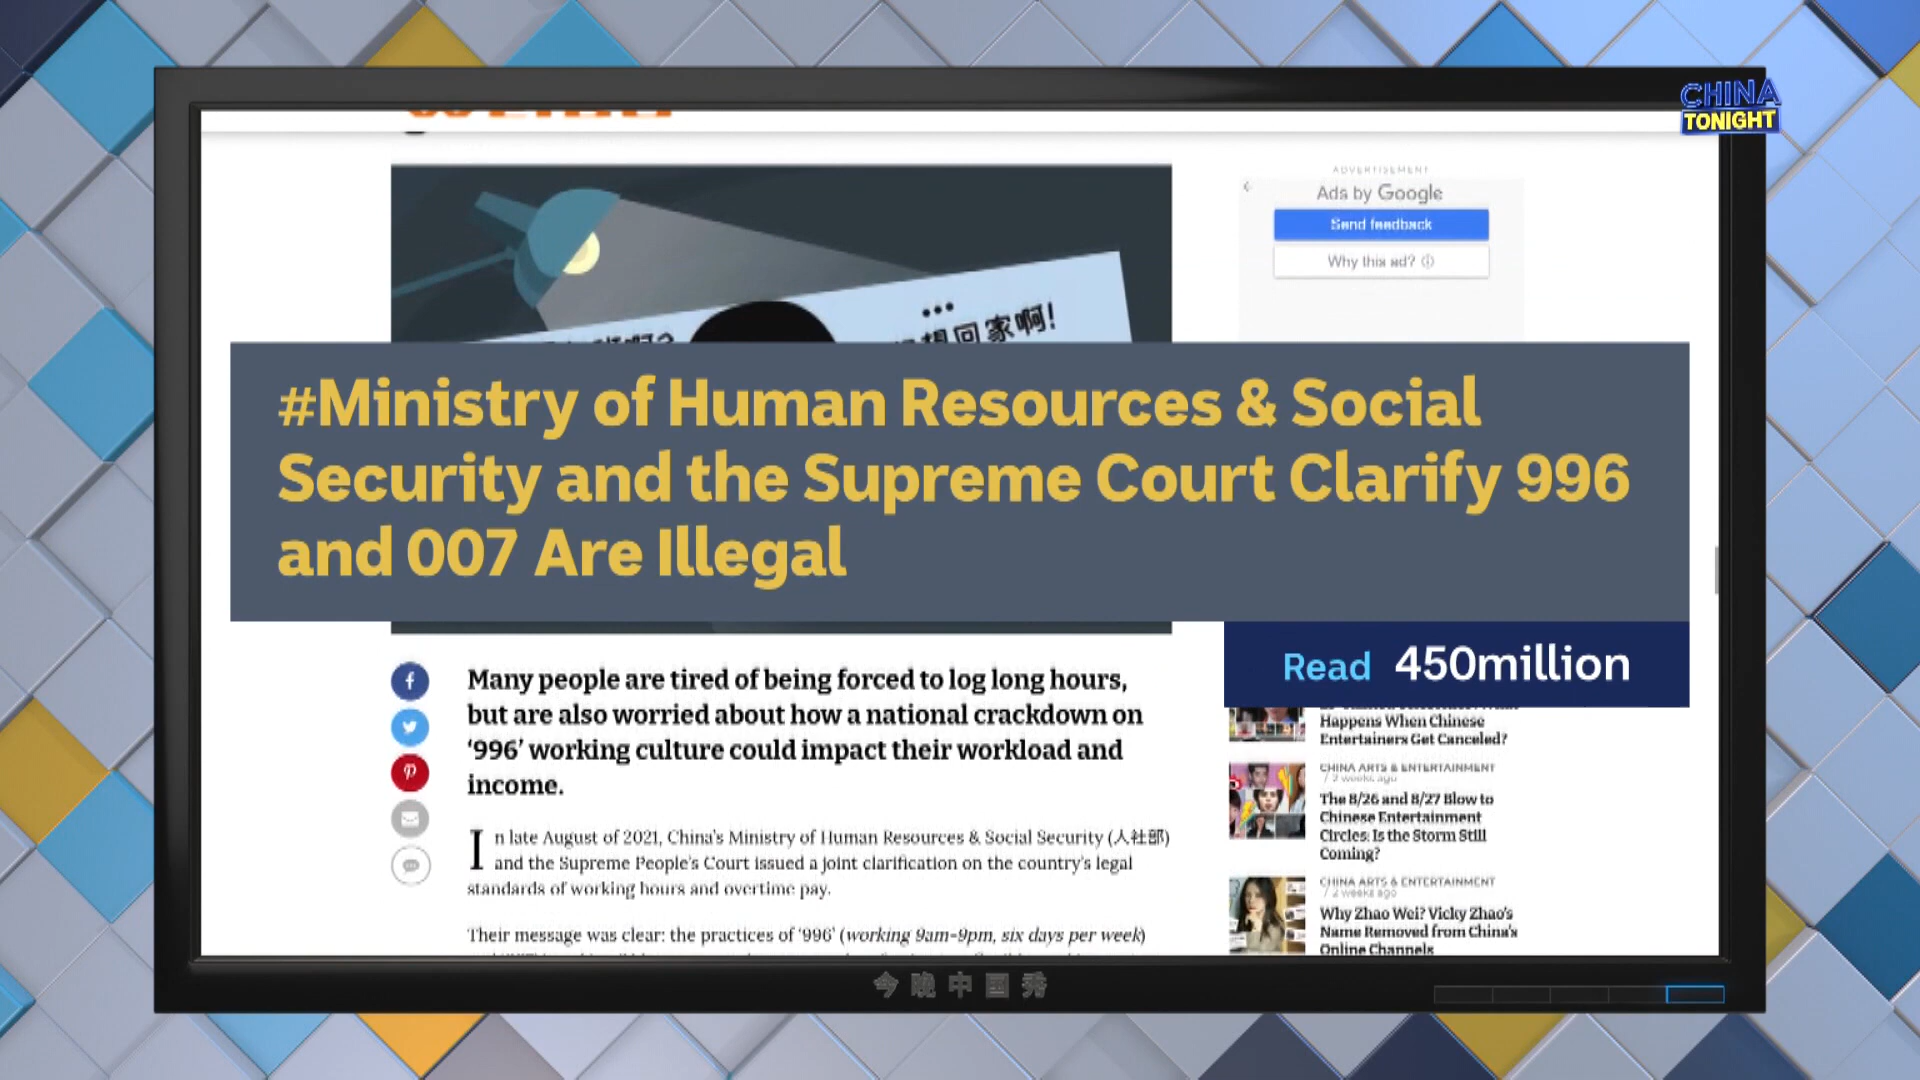 CHINA
TONIGHT
ADVERTISEMENT
Ads by Google
Send feedback
Why this ad?
想回家啊!
#Ministry of Human Resources & Social
Security and the Supreme Court Clarify 996
and 007 Are Illegal
Read 450million
Many people are tired of being forced to log long hours,
but are also worried about how a national crackdown on
‘996’ working culture could impact their workload and
income.
In late August of 2021, China’s Ministry of Human Resources & Social Security (人社部)
and the Supreme People’s Court issued a joint clarification on the country’s legal
standards of working hours and overtime pay.
Their message was clear: the practices of ‘996’ (working 9am-9pm, six days per week)
Happens When Chinese
Entertainers Get Canceled?
CHINA ARTS & ENTERTAINMENT
/ 2 weeks ago
The 8/26 and 8/27 Blow to
Chinese Entertainment
Circles: Is the Storm Still
Coming?
CHINA ARTS & ENTERTAINMENT
/ 2 weeks ago
Why Zhao Wei? Vicky Zhao’s
Name Removed from China’s
Online Channels
今晚中国秀